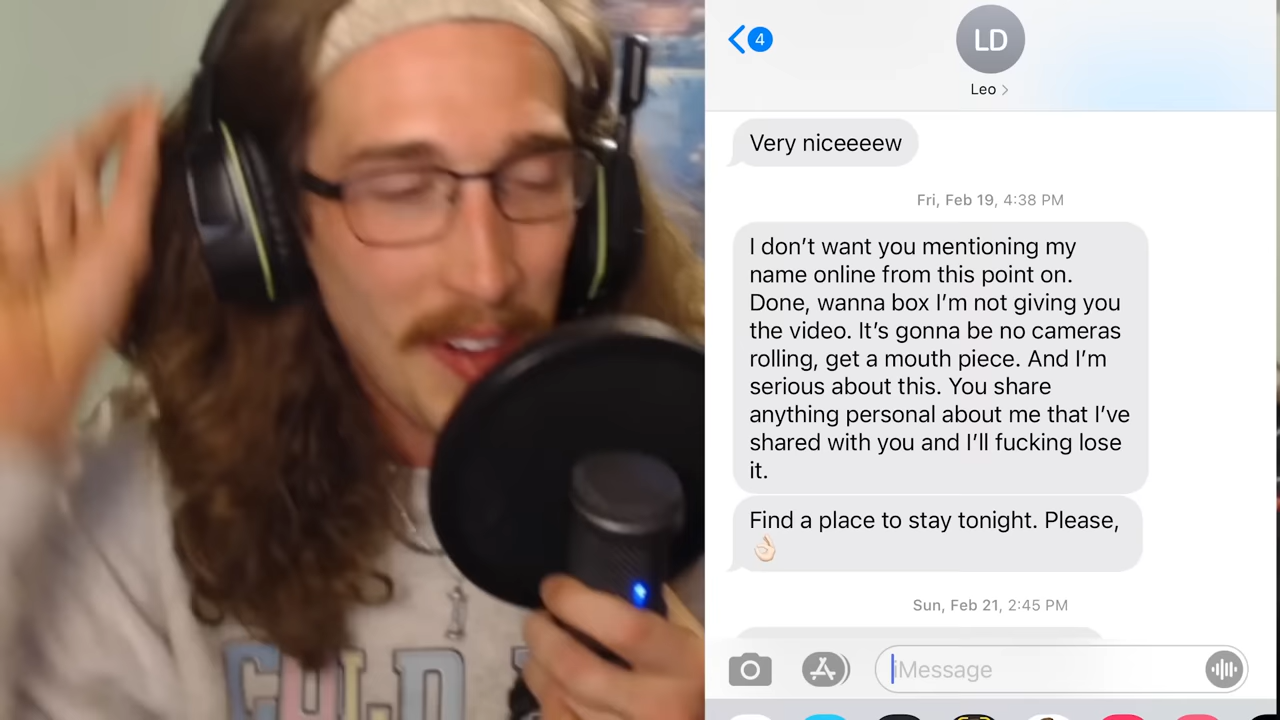 4
LD
Leo
Very niceeeew
Fri, Feb 19, 4:38 PM
I don’t want you mentioning my
name online from this point on.
Done, wanna box I’m not giving you
the video. It’s gonna be no cameras
rolling, get a mouth piece. And I’m
serious about this. You share
anything personal about me that I’ve
shared with you and I’ll fucking lose
it.
Find a place to stay tonight. Please,
👌🏻
Sun, Feb 21, 2:45 PM
iMessage